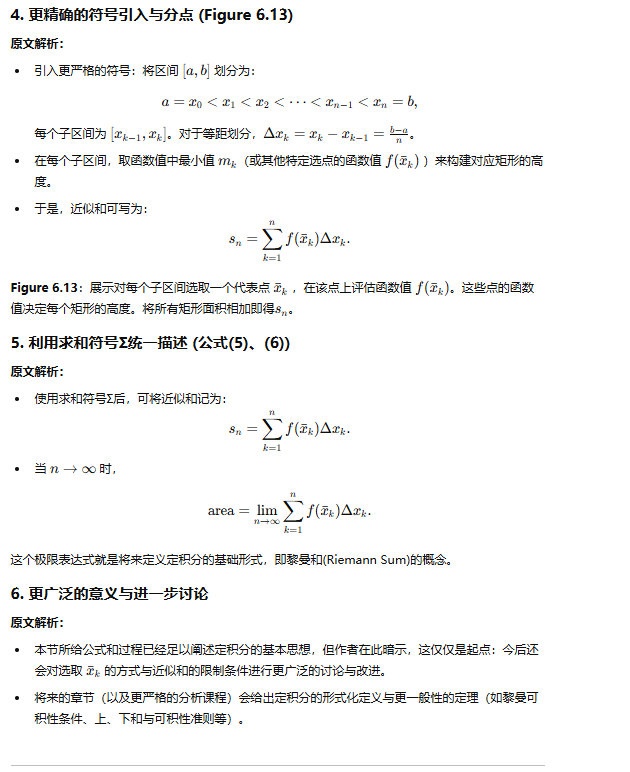 4. 更精确的符号引入与分点 (Figure 6.13)
原文解析：
• 引入更严格的符号：将区间 [a, b] 划分为：
a = x₀ < x₁ < x₂ < ⋯ < xₙ₋₁ < xₙ = b,
每个子区间为 [xₖ₋₁, xₖ]。对于等距划分，Δxₖ = xₖ − xₖ₋₁ = (b−a)/n。
• 在每个子区间，取函数值中最小值 mₖ（或其他特定选点的函数值 f(x̄ₖ) ）来构建对应矩形的高
度。
• 于是，近似和可写为：
sₙ = ∑ₖ₌₁ⁿ f(x̄ₖ)Δxₖ.
Figure 6.13：展示对每个子区间选取一个代表点 x̄ₖ ，在该点上评估函数值 f(x̄ₖ)。这些点的函数
值决定每个矩形的高度。将所有矩形面积相加即得sₙ。
5. 利用求和符号Σ统一描述 (公式(5)、(6))
原文解析：
• 使用求和符号Σ后，可将近似和记为：
sₙ = ∑ₖ₌₁ⁿ f(x̄ₖ)Δxₖ.
• 当 n → ∞ 时，
area = lim n→∞ ∑ₖ₌₁ⁿ f(x̄ₖ)Δxₖ.
这个极限表达式就是将来定义定积分的基础形式，即黎曼和(Riemann Sum)的概念。
6. 更广泛的意义与进一步讨论
原文解析：
• 本节所给公式和过程已经足以阐述定积分的基本思想，但作者在此暗示，这仅仅是起点：今后还
会对选取 x̄ₖ 的方式与近似和的限制条件进行更广泛的讨论与改进。
• 将来的章节（以及更严格的分析课程）会给出定积分的形式化定义与更一般性的定理（如黎曼可
积性条件、上、下和与可积性准则等）。